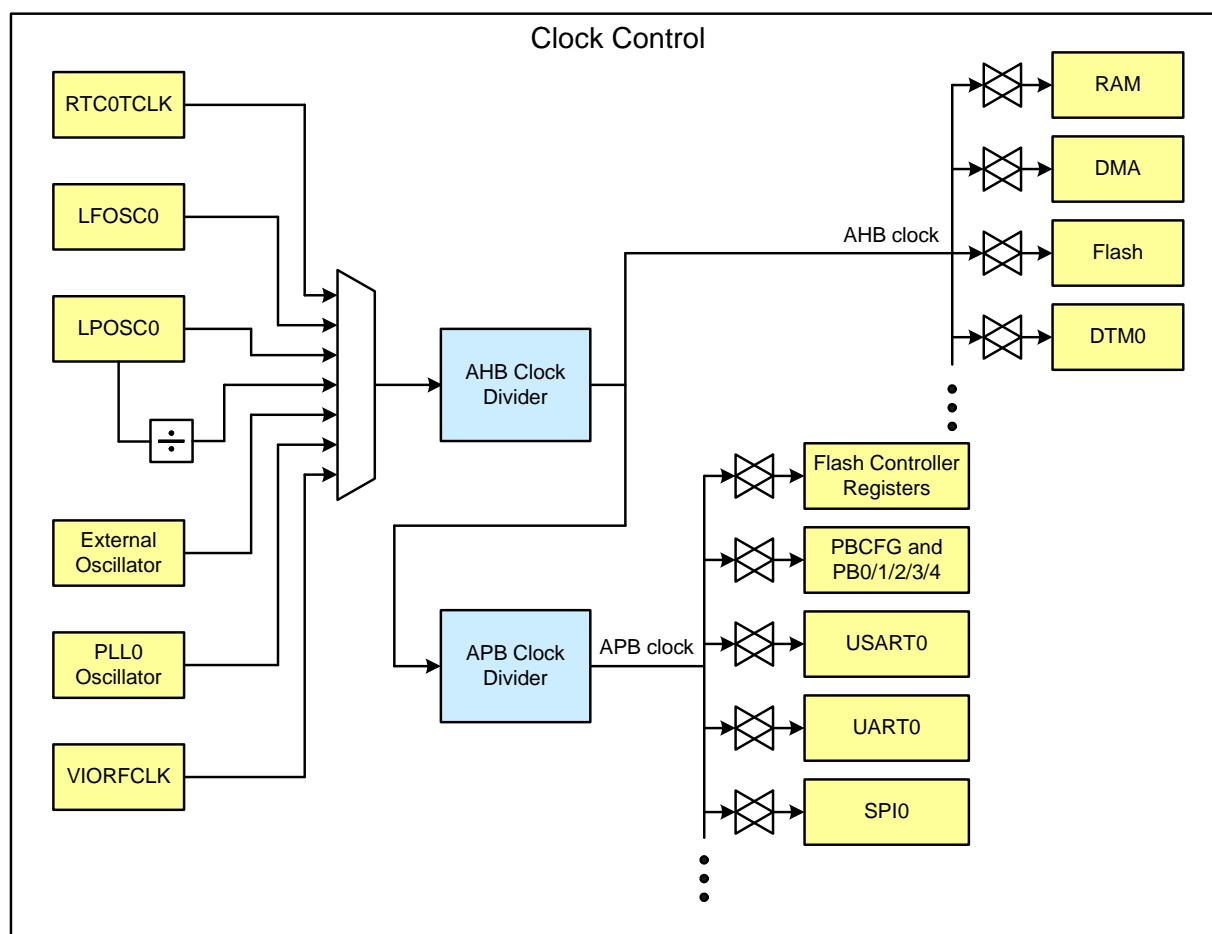 Clock Control
RTC0TCLK
LFOSC0
LPOSC0
÷
External
Oscillator
PLL0
Oscillator
VIORFCLK
AHB Clock
Divider
APB Clock
Divider
AHB clock
RAM
DMA
Flash
DTM0
APB clock
Flash Controller
Registers
PBCFG and
PB0/1/2/3/4
USART0
UART0
SPI0